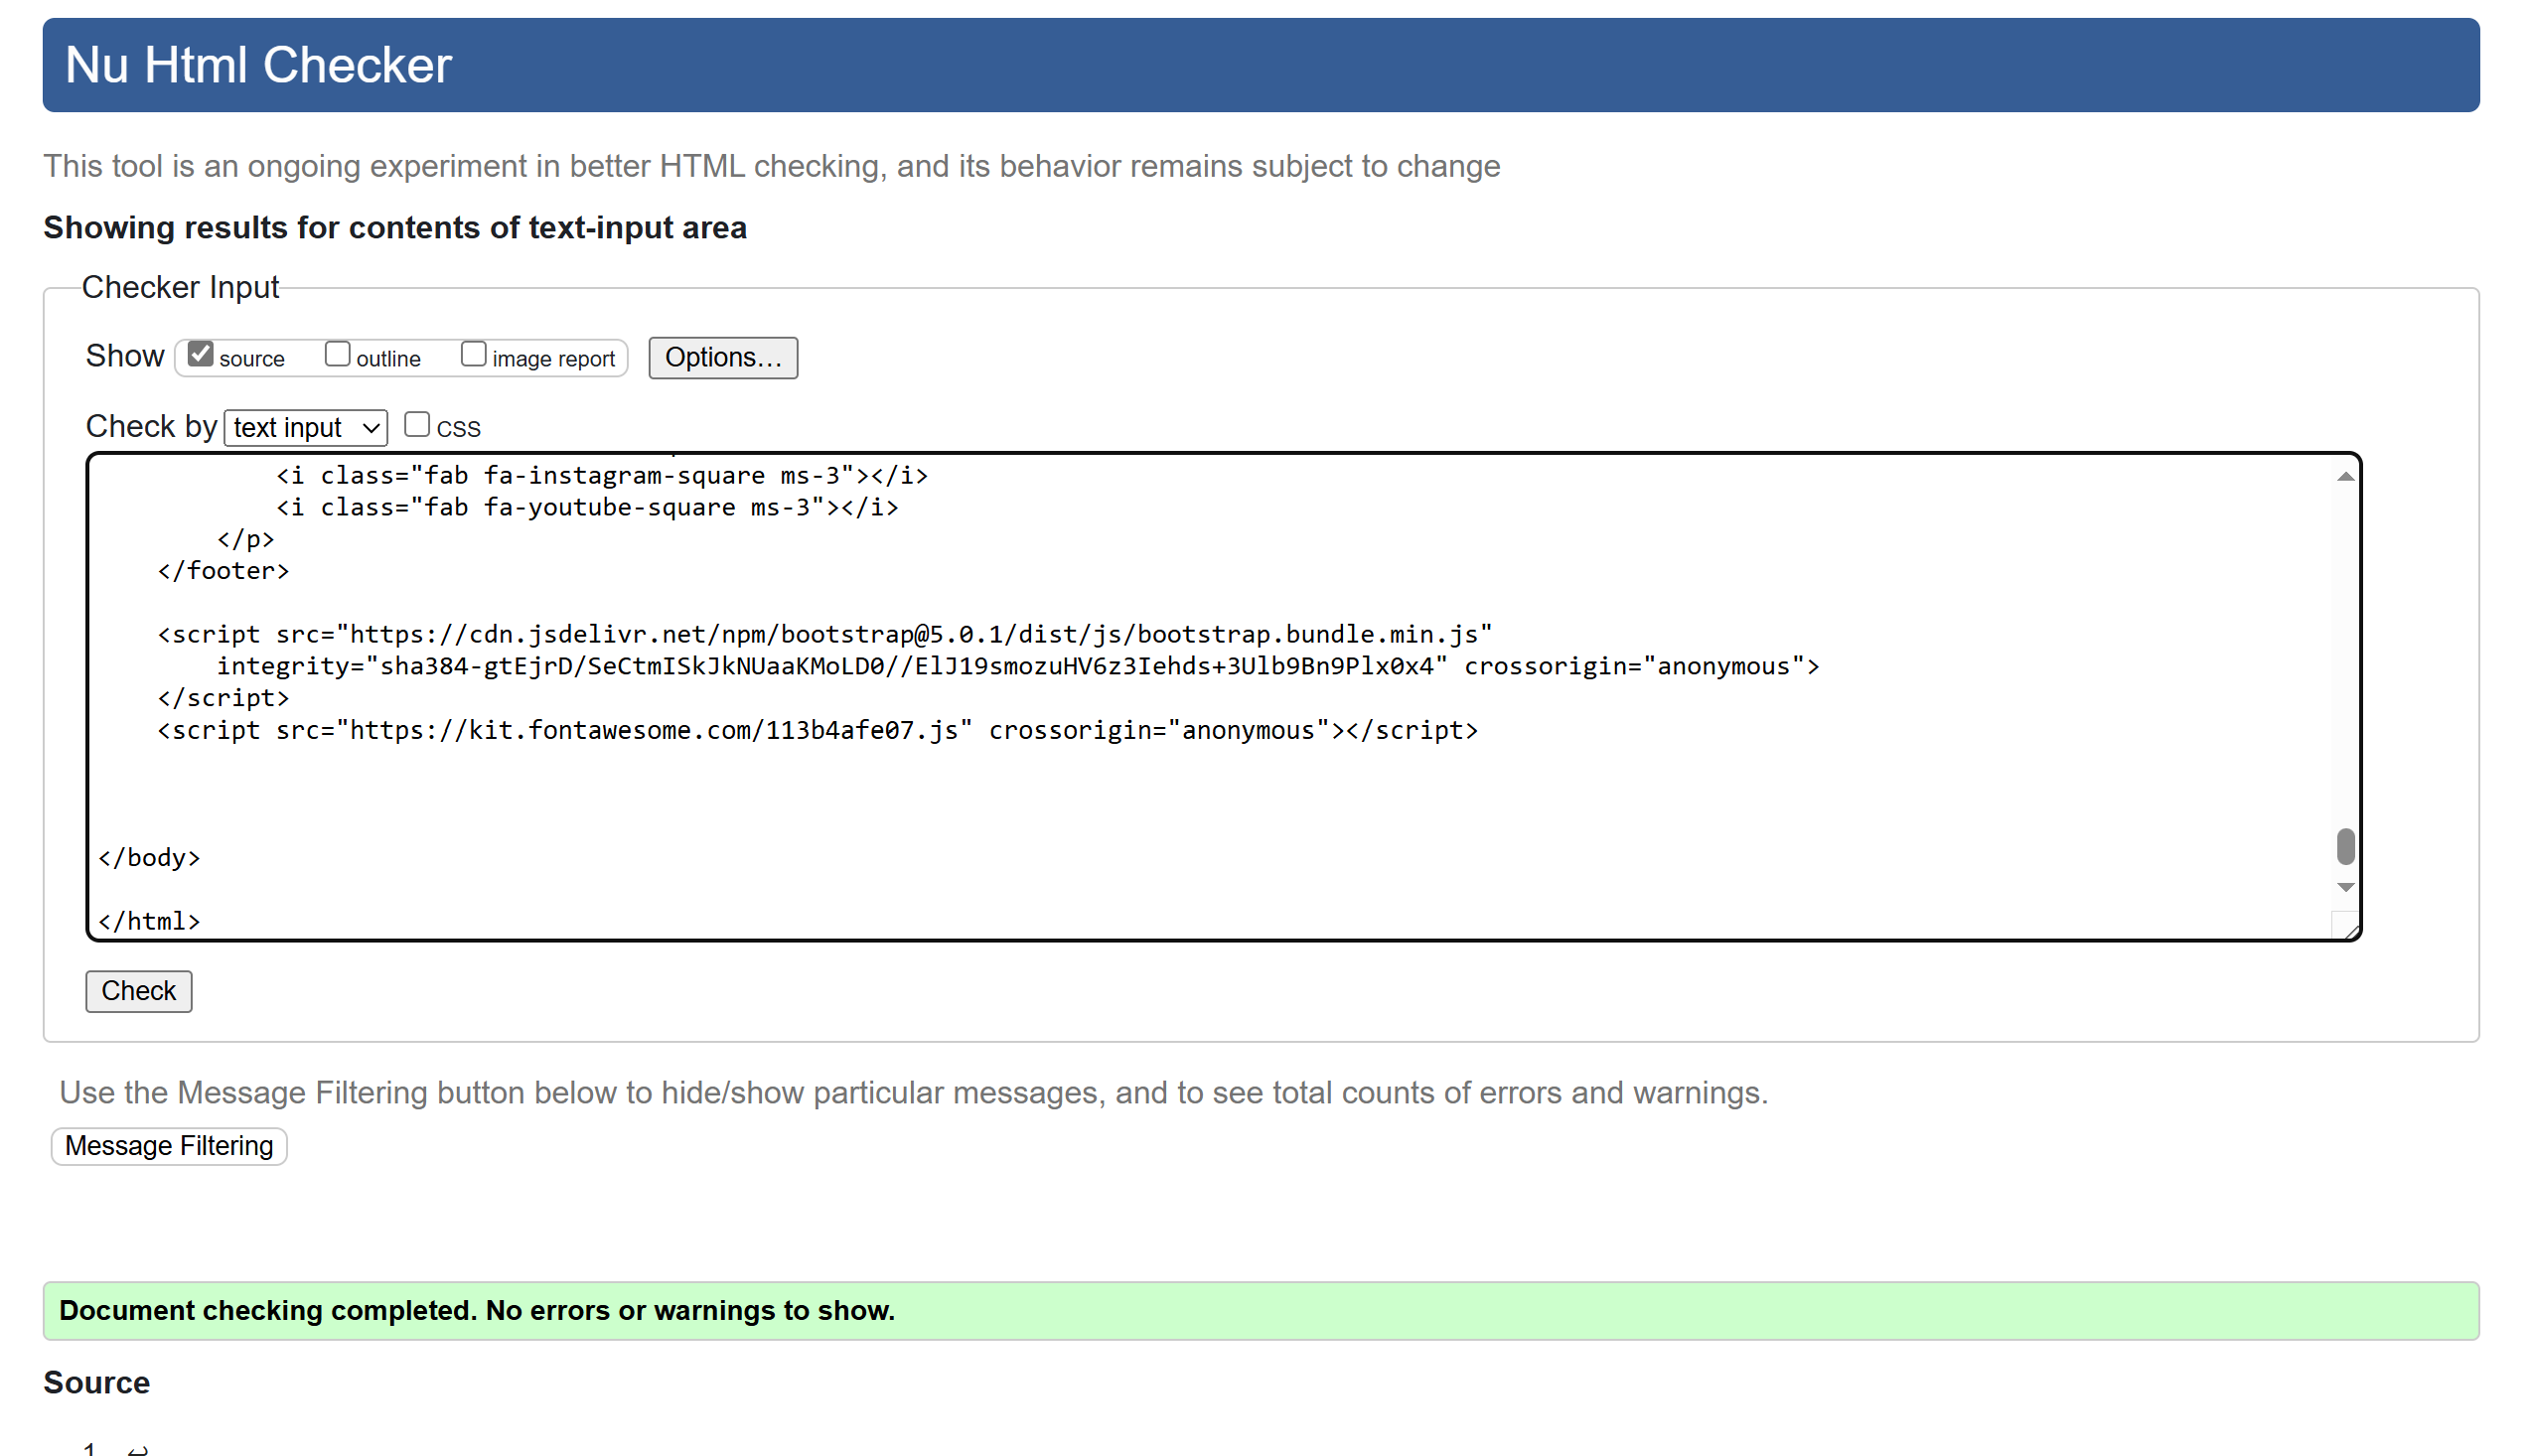 Nu Html Checker
This tool is an ongoing experiment in better HTML checking, and its behavior remains subject to change
Showing results for contents of text-input area
Checker Input
Show source outline image report Options…
Check by text input CSS
<i class="fab fa-instagram-square ms-3"></i>
<i class="fab fa-youtube-square ms-3"></i>
</p>
</footer>
<script src="https://cdn.jsdelivr.net/npm/bootstrap@5.0.1/dist/js/bootstrap.bundle.min.js"
integrity="sha384-gtEjrD/SeCtmISkJkNUaaKMoLD0//ElJ19smozuHV6z3Iehds+3Ulb9Bn9Plx0x4" crossorigin="anonymous">
</script>
<script src="https://kit.fontawesome.com/113b4afe07.js" crossorigin="anonymous"></script>
</body>
</html>
Check
Use the Message Filtering button below to hide/show particular messages, and to see total counts of errors and warnings.
Message Filtering
Document checking completed. No errors or warnings to show.
Source
1. ↩